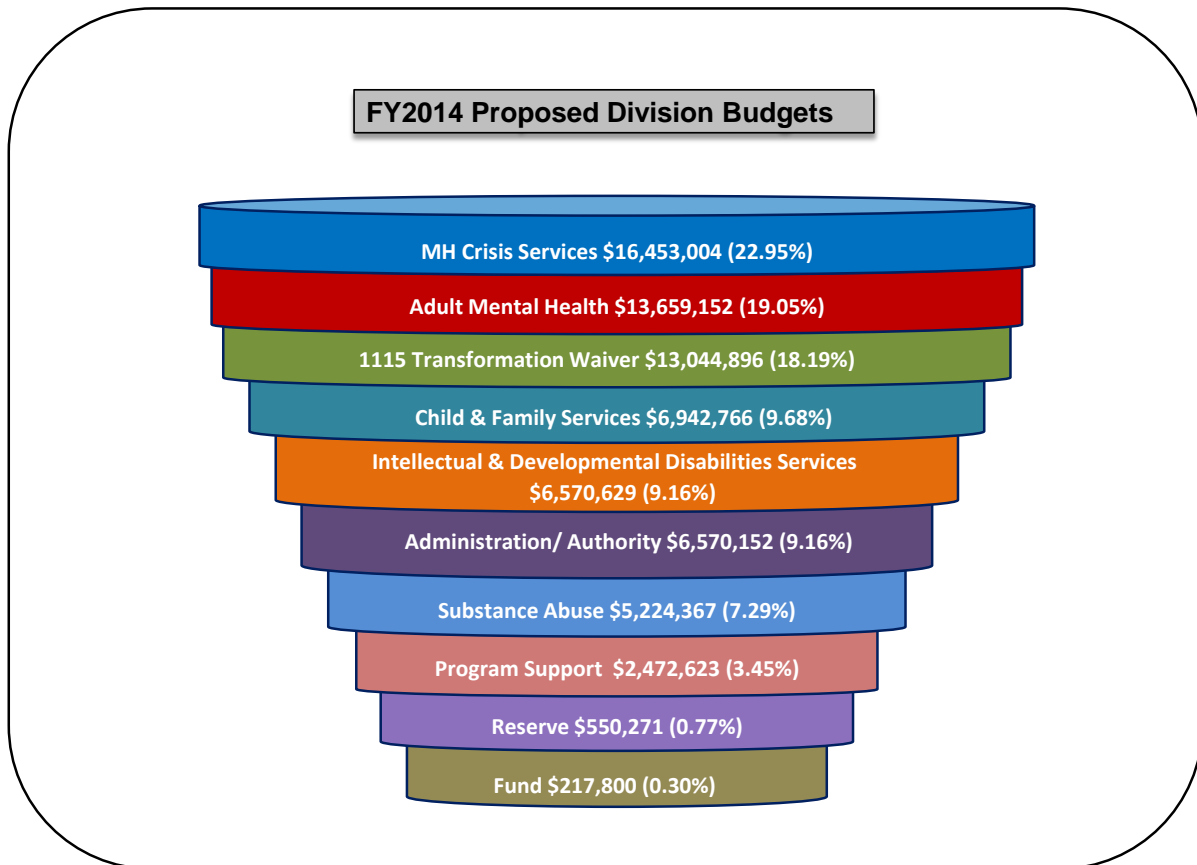 FY2014 Proposed Division Budgets
MH Crisis Services $16,453,004 (22.95%)
Adult Mental Health $13,659,152 (19.05%)
1115 Transformation Waiver $13,044,896 (18.19%)
Child & Family Services $6,942,766 (9.68%)
Intellectual & Developmental Disabilities Services
$6,570,629 (9.16%)
Administration/ Authority $6,570,152 (9.16%)
Substance Abuse $5,224,367 (7.29%)
Program Support $2,472,623 (3.45%)
Reserve $550,271 (0.77%)
Fund $217,800 (0.30%)